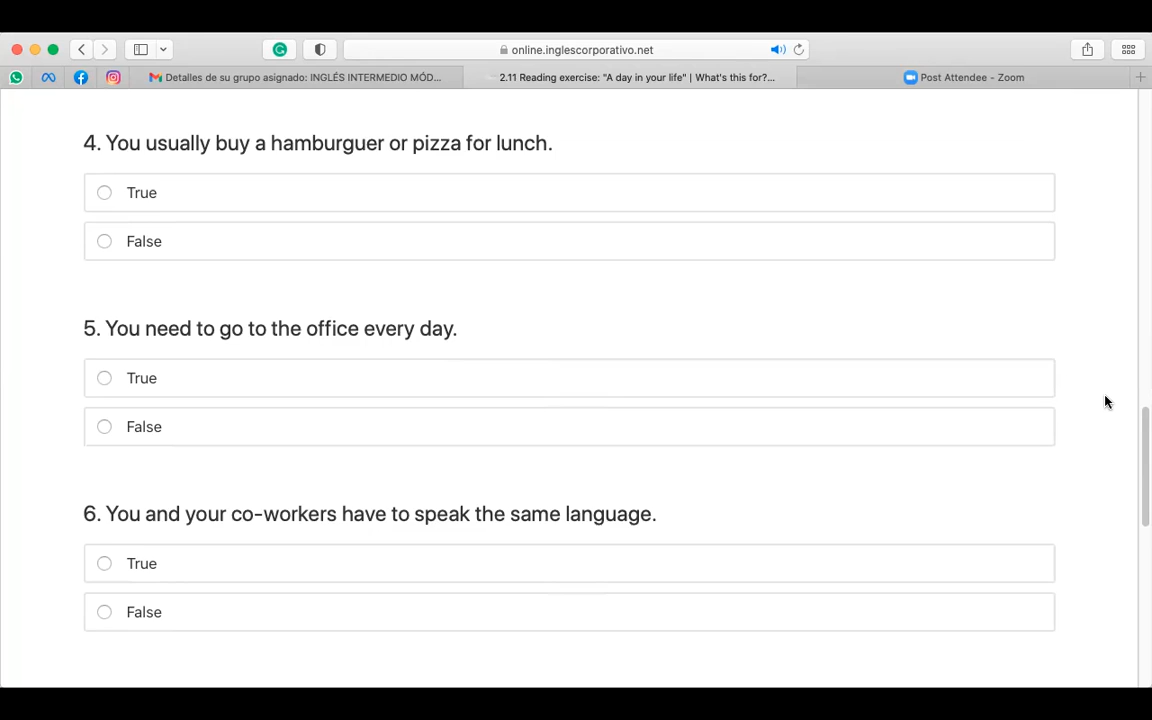 online.inglescorporativo.net
Detalles de su grupo asignado: INGLÉS INTERMEDIO MÓD...
2.11 Reading exercise: "A day in your life" | What's this for?...
Post Attendee - Zoom
4. You usually buy a hamburguer or pizza for lunch.
True
False
5. You need to go to the office every day.
True
False
6. You and your co-workers have to speak the same language.
True
False